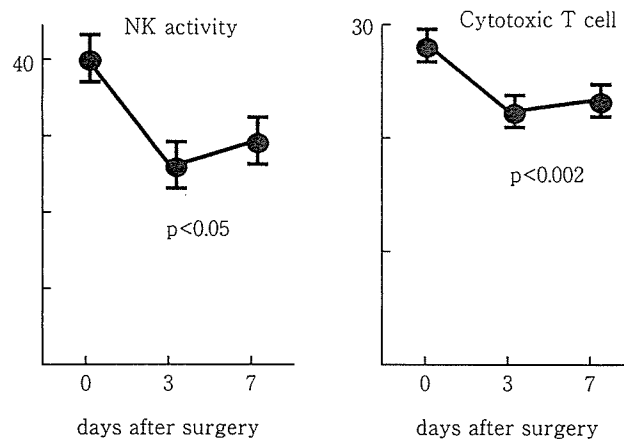 NK activity
40
p<0.05
0 3 7
days after surgery
Cytotoxic T cell
30
p<0.002
0 3 7
days after surgery